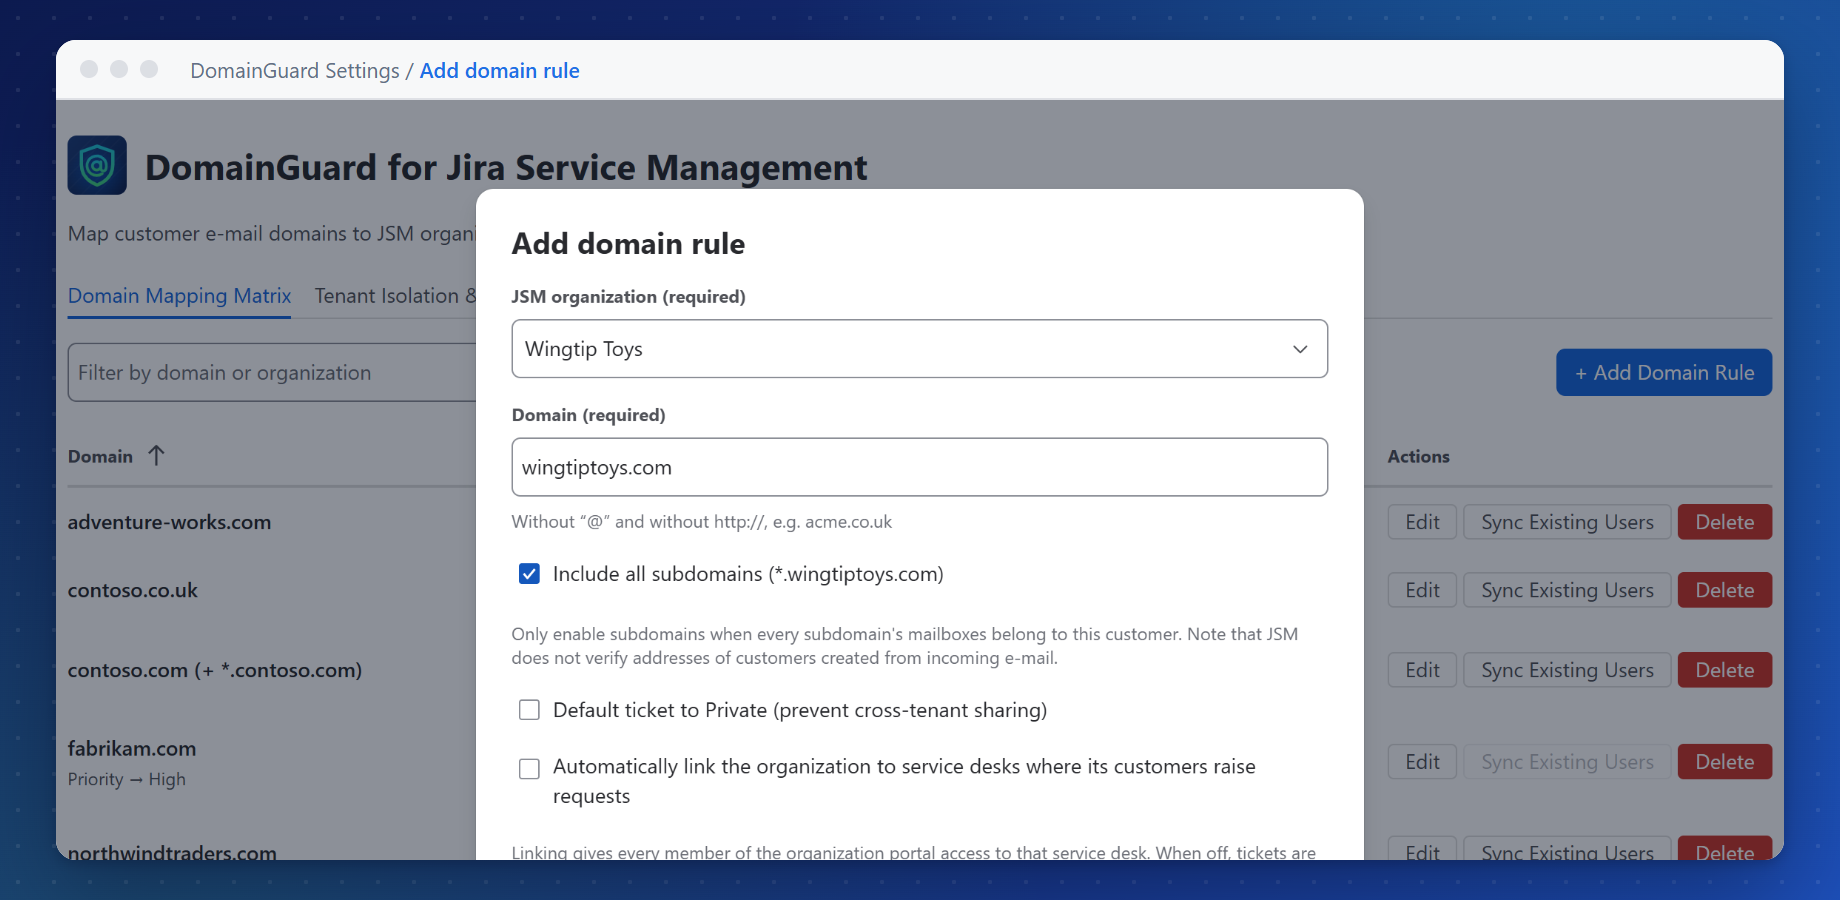 DomainGuard Settings / Add domain rule
DomainGuard for Jira Service Management
Map customer e-mail domains to JSM organi
Domain Mapping Matrix
Tenant Isolation &
Filter by domain or organization
+ Add Domain Rule
Domain ↑
Actions
adventure-works.com
Edit
Sync Existing Users
Delete
contoso.co.uk
Edit
Sync Existing Users
Delete
contoso.com (+ *.contoso.com)
Edit
Sync Existing Users
Delete
fabrikam.com
Priority → High
Edit
Sync Existing Users
Delete
northwindtraders.com
Edit
Sync Existing Users
Delete
Add domain rule
JSM organization (required)
Wingtip Toys
Domain (required)
wingtiptoys.com
Without “@” and without http://, e.g. acme.co.uk
Include all subdomains (*.wingtiptoys.com)
Only enable subdomains when every subdomain's mailboxes belong to this customer. Note that JSM
does not verify addresses of customers created from incoming e-mail.
Default ticket to Private (prevent cross-tenant sharing)
Automatically link the organization to service desks where its customers raise
requests
Linking gives every member of the organization portal access to that service desk. When off, tickets are